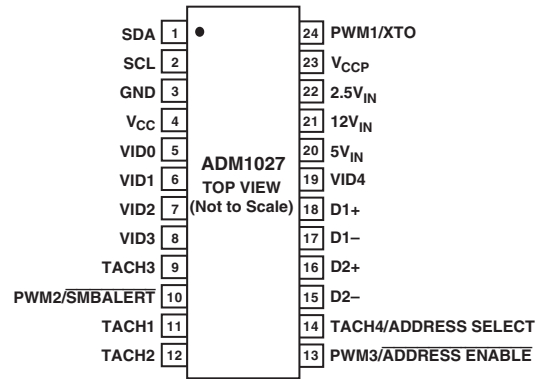 SDA 1 24 PWM1/XTO
SCL 2 23 VCCP
GND 3 22 2.5VIN
VCC 4 21 12VIN
VID0 5 20 5VIN
VID1 6 19 VID4
VID2 7 18 D1+
VID3 8 17 D1–
TACH3 9 16 D2+
PWM2/SMBALERT 10 15 D2–
TACH1 11 14 TACH4/ADDRESS SELECT
TACH2 12 13 PWM3/ADDRESS ENABLE
ADM1027
TOP VIEW
(Not to Scale)